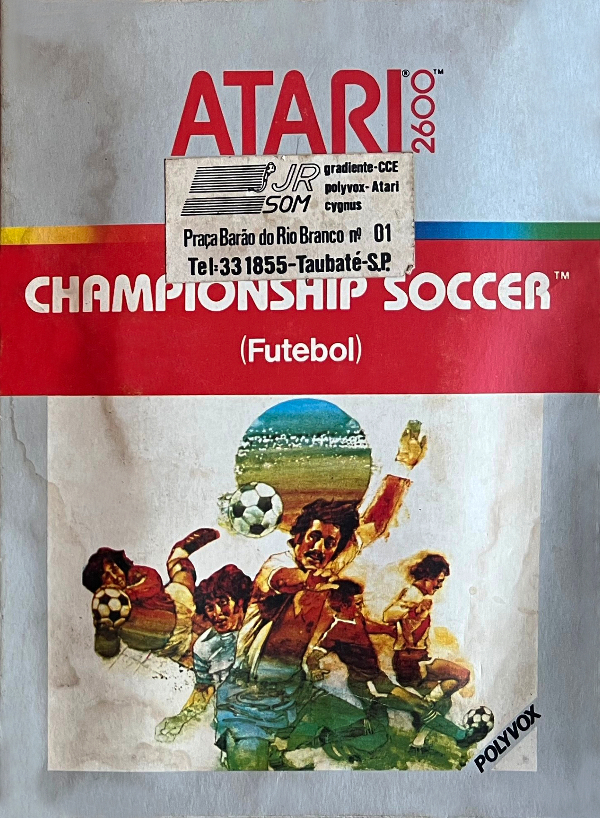 ATARI® 2600™
JR SOM
gradiente-CCE
polyvox-Atari
cygnus
Praça Barão do Rio Branco nº 01
Tel:33 1855-Taubaté-S.P.
CHAMPIONSHIP SOCCER™
(Futebol)
POLYVOX